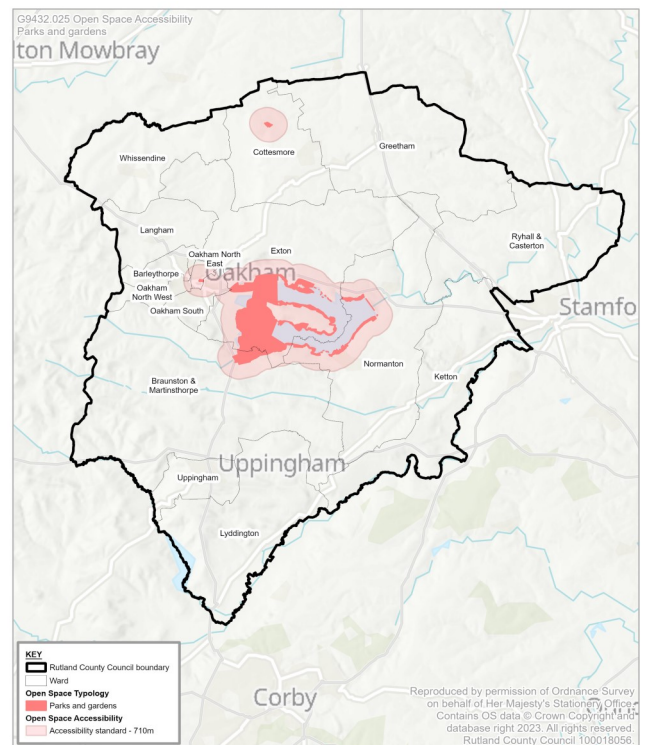 G9432.025 Open Space Accessibility
Parks and gardens
lton Mowbray
Cottesmore
Greetham
Whissendine
Langham
Ryhall &
Casterton
Exton
Oakham North
East
Oakham
Barleythorpe
Oakham
North West
Oakham South
Stamfo
Normanton
Ketton
Braunston &
Martinsthorpe
Uppingham
Uppingham
Lyddington
KEY
Rutland County Council boundary
Ward
Open Space Typology
Parks and gardens
Open Space Accessibility
Accessibility standard - 710m
Corby
Reproduced by permission of Ordnance Survey
on behalf of Her Majesty's Stationery Office
Contains OS data © Crown Copyright and
database right 2023. All rights reserved.
Rutland County Council 100018056.